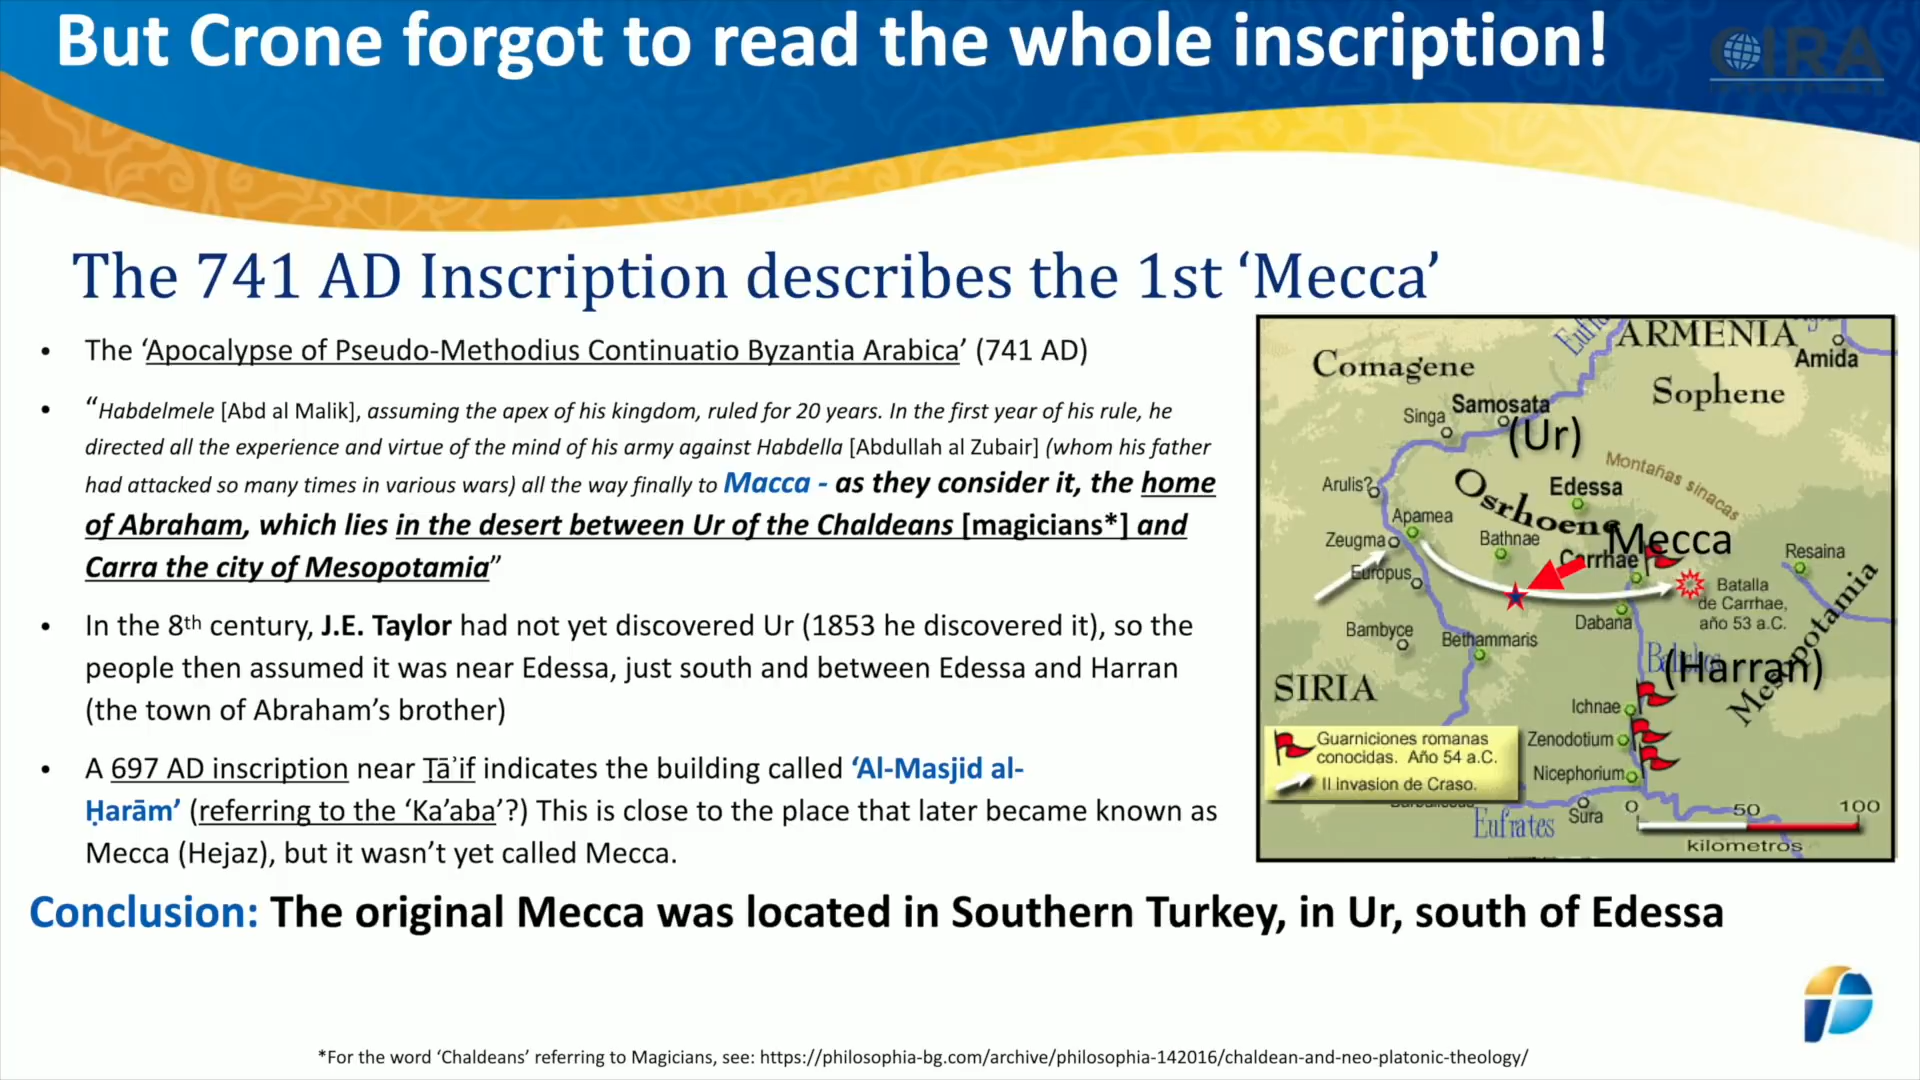 But Crone forgot to read the whole inscription!
CIRA
INTERNATIONAL
The 741 AD Inscription describes the 1st ‘Mecca’
• The ‘Apocalypse of Pseudo-Methodius Continuatio Byzantia Arabica’ (741 AD)
• “Habdelmele [Abd al Malik], assuming the apex of his kingdom, ruled for 20 years. In the first year of his rule, he
directed all the experience and virtue of the mind of his army against Habdella [Abdullah al Zubair] (whom his father
had attacked so many times in various wars) all the way finally to Macca - as they consider it, the home
of Abraham, which lies in the desert between Ur of the Chaldeans [magicians*] and
Carra the city of Mesopotamia”
• In the 8th century, J.E. Taylor had not yet discovered Ur (1853 he discovered it), so the
people then assumed it was near Edessa, just south and between Edessa and Harran
(the town of Abraham’s brother)
• A 697 AD inscription near Ṭāʾif indicates the building called ‘Al-Masjid al-
Ḥarām’ (referring to the ‘Ka’aba’?) This is close to the place that later became known as
Mecca (Hejaz), but it wasn’t yet called Mecca.
ARMENIA
Amida
Comagene
Sophene
Samosata
Singa
(Ur)
Montañas sinacas
Arulis?
Edessa
Osrhoene
Apamea
Zeugma
Bathnae
Mecca
Carrhae
Resaina
Europus
Batalla
de Carrhae,
año 53 a.C.
Dabana
Bambyce
Bethammaris
(Harran)
Mesopotamia
SIRIA
Ichnae
Guarniciones romanas
conocidas. Año 54 a.C.
Zenodotium
II invasion de Craso.
Nicephorium
Eufrates
Sura
0 50 100
kilometros
Conclusion: The original Mecca was located in Southern Turkey, in Ur, south of Edessa
*For the word ‘Chaldeans’ referring to Magicians, see: https://philosophia-bg.com/archive/philosophia-142016/chaldean-and-neo-platonic-theology/